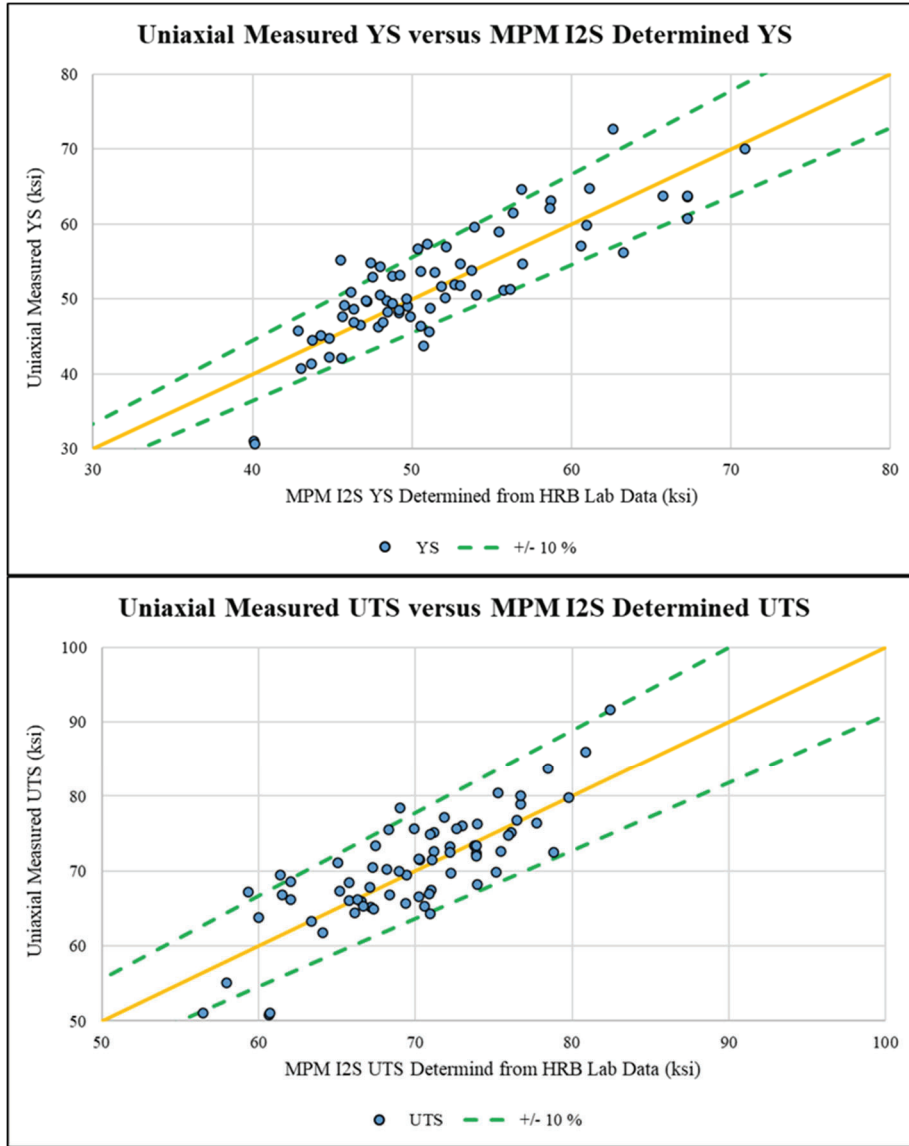 Uniaxial Measured YS versus MPM I2S Determined YS
80
70
60
50
40
30
Uniaxial Measured YS (ksi)
30 40 50 60 70 80
MPM I2S YS Determined from HRB Lab Data (ksi)
YS +/- 10 %
Uniaxial Measured UTS versus MPM I2S Determined UTS
100
90
80
70
60
50
Uniaxial Measured UTS (ksi)
50 60 70 80 90 100
MPM I2S UTS Determind from HRB Lab Data (ksi)
UTS +/- 10 %